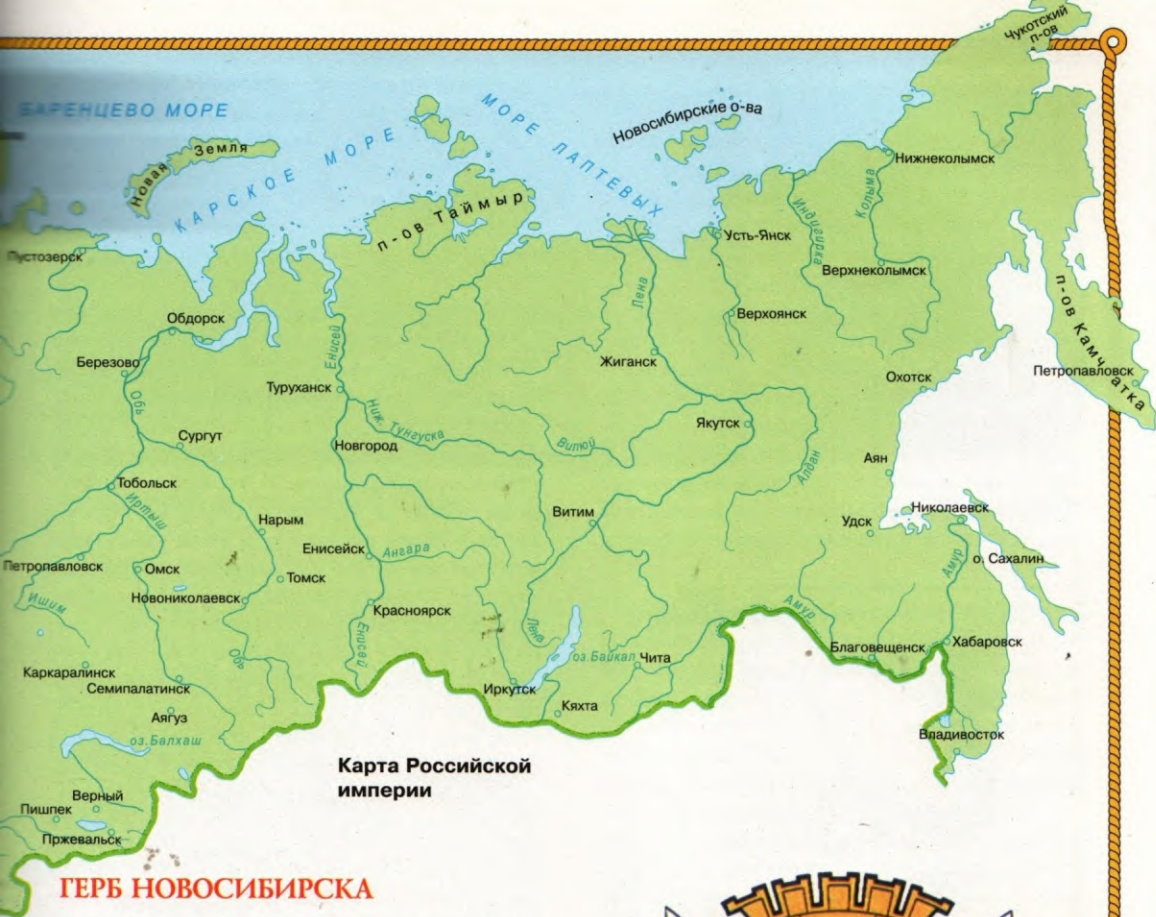 Чукотский
п-ов
БАРЕНЦЕВО МОРЕ
Новая Земля
КАРСКОЕ МОРЕ
МОРЕ ЛАПТЕВЫХ
Новосибирские о-ва
п-ов Таймыр
Нижнеколымск
Колыма
Индигирка
Усть-Янск
Верхнеколымск
Пустозерск
Лена
Верхоянск
п-ов Камчатка
Обдорск
Енисей
Березово
Жиганск
Петропавловск
Охотск
Туруханск
Обь
Ниж. Тунгуска
Якутск
Сургут
Новгород
Вилюй
Алдан
Аян
Тобольск
Иртыш
Витим
Николаевск
Удск
Нарым
Енисейск
Ангара
Амур
о. Сахалин
Петропавловск
Омск
Томск
Новониколаевск
Красноярск
Ишим
Амур
Лена
Енисей
Обь
оз.Байкал
Чита
Благовещенск
Хабаровск
Каркаралинск
Семипалатинск
Иркутск
Кяхта
Аягуз
оз.Балхаш
Владивосток
Карта Российской
империи
Верный
Пишпек
Пржевальск
ГЕРБ НОВОСИБИРСКА